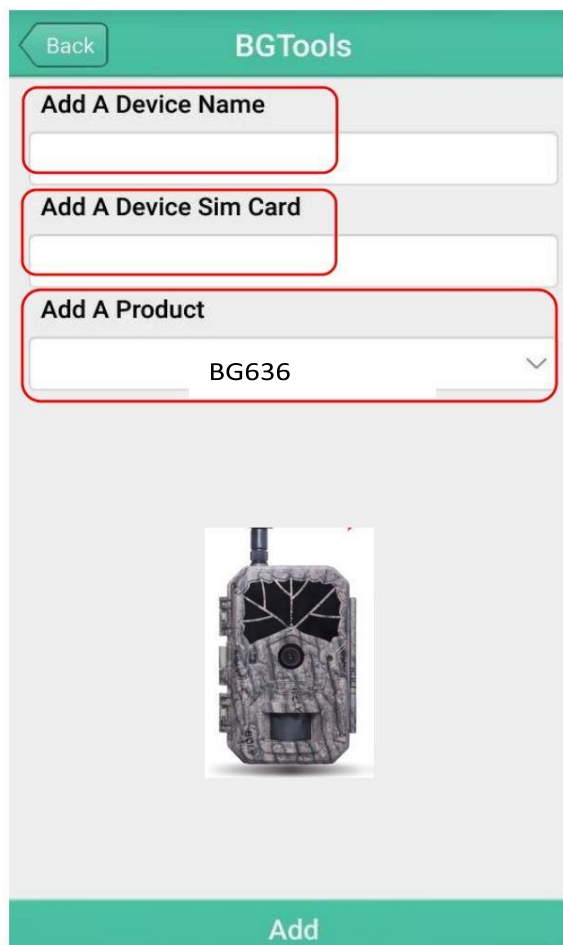 Back
BGTools
Add A Device Name
Add A Device Sim Card
Add A Product
BG636
Add